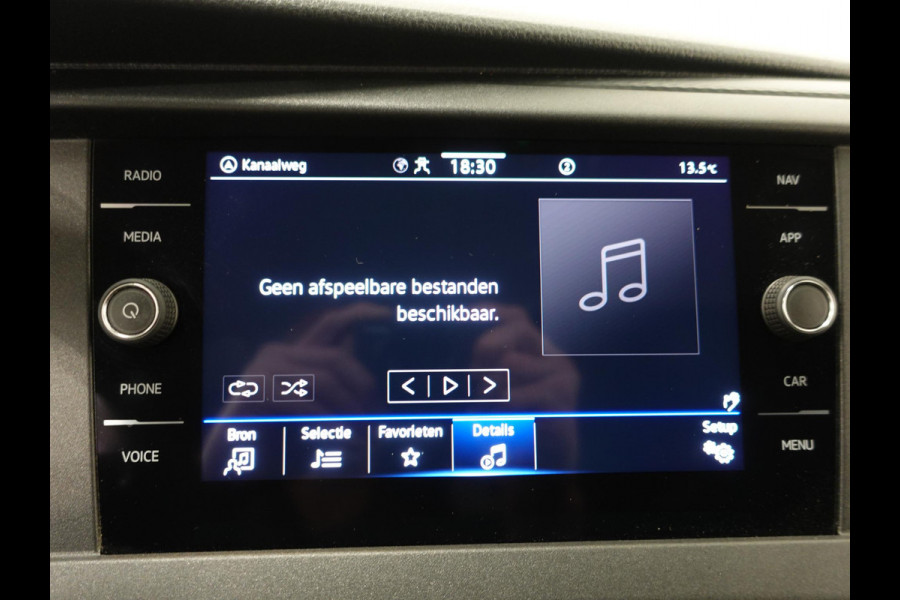 RADIO
MEDIA
PHONE
VOICE
Kanaalweg
18:30
2
13.5°C
Geen afspeelbare bestanden
beschikbaar.
Bron
Selectie
Favorieten
Details
Setup
NAV
APP
CAR
MENU